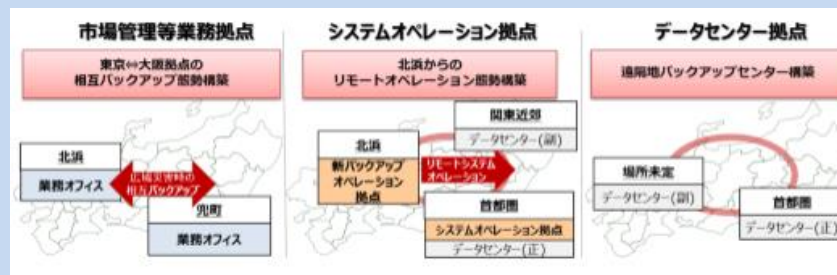 市場管理等業務拠点
東京⇔大阪拠点の
相互バックアップ態勢構築
北浜
業務オフィス
広域災害時の
相互バックアップ
兜町
業務オフィス
システムオペレーション拠点
北浜からの
リモートオペレーション態勢構築
関東近郊
データセンター(副)
北浜
新バックアップ
オペレーション
拠点
リモートシステム
オペレーション
首都圏
システムオペレーション拠点
データセンター(正)
データセンター拠点
遠隔地バックアップセンター構築
場所未定
データセンター(副)
首都圏
データセンター(正)